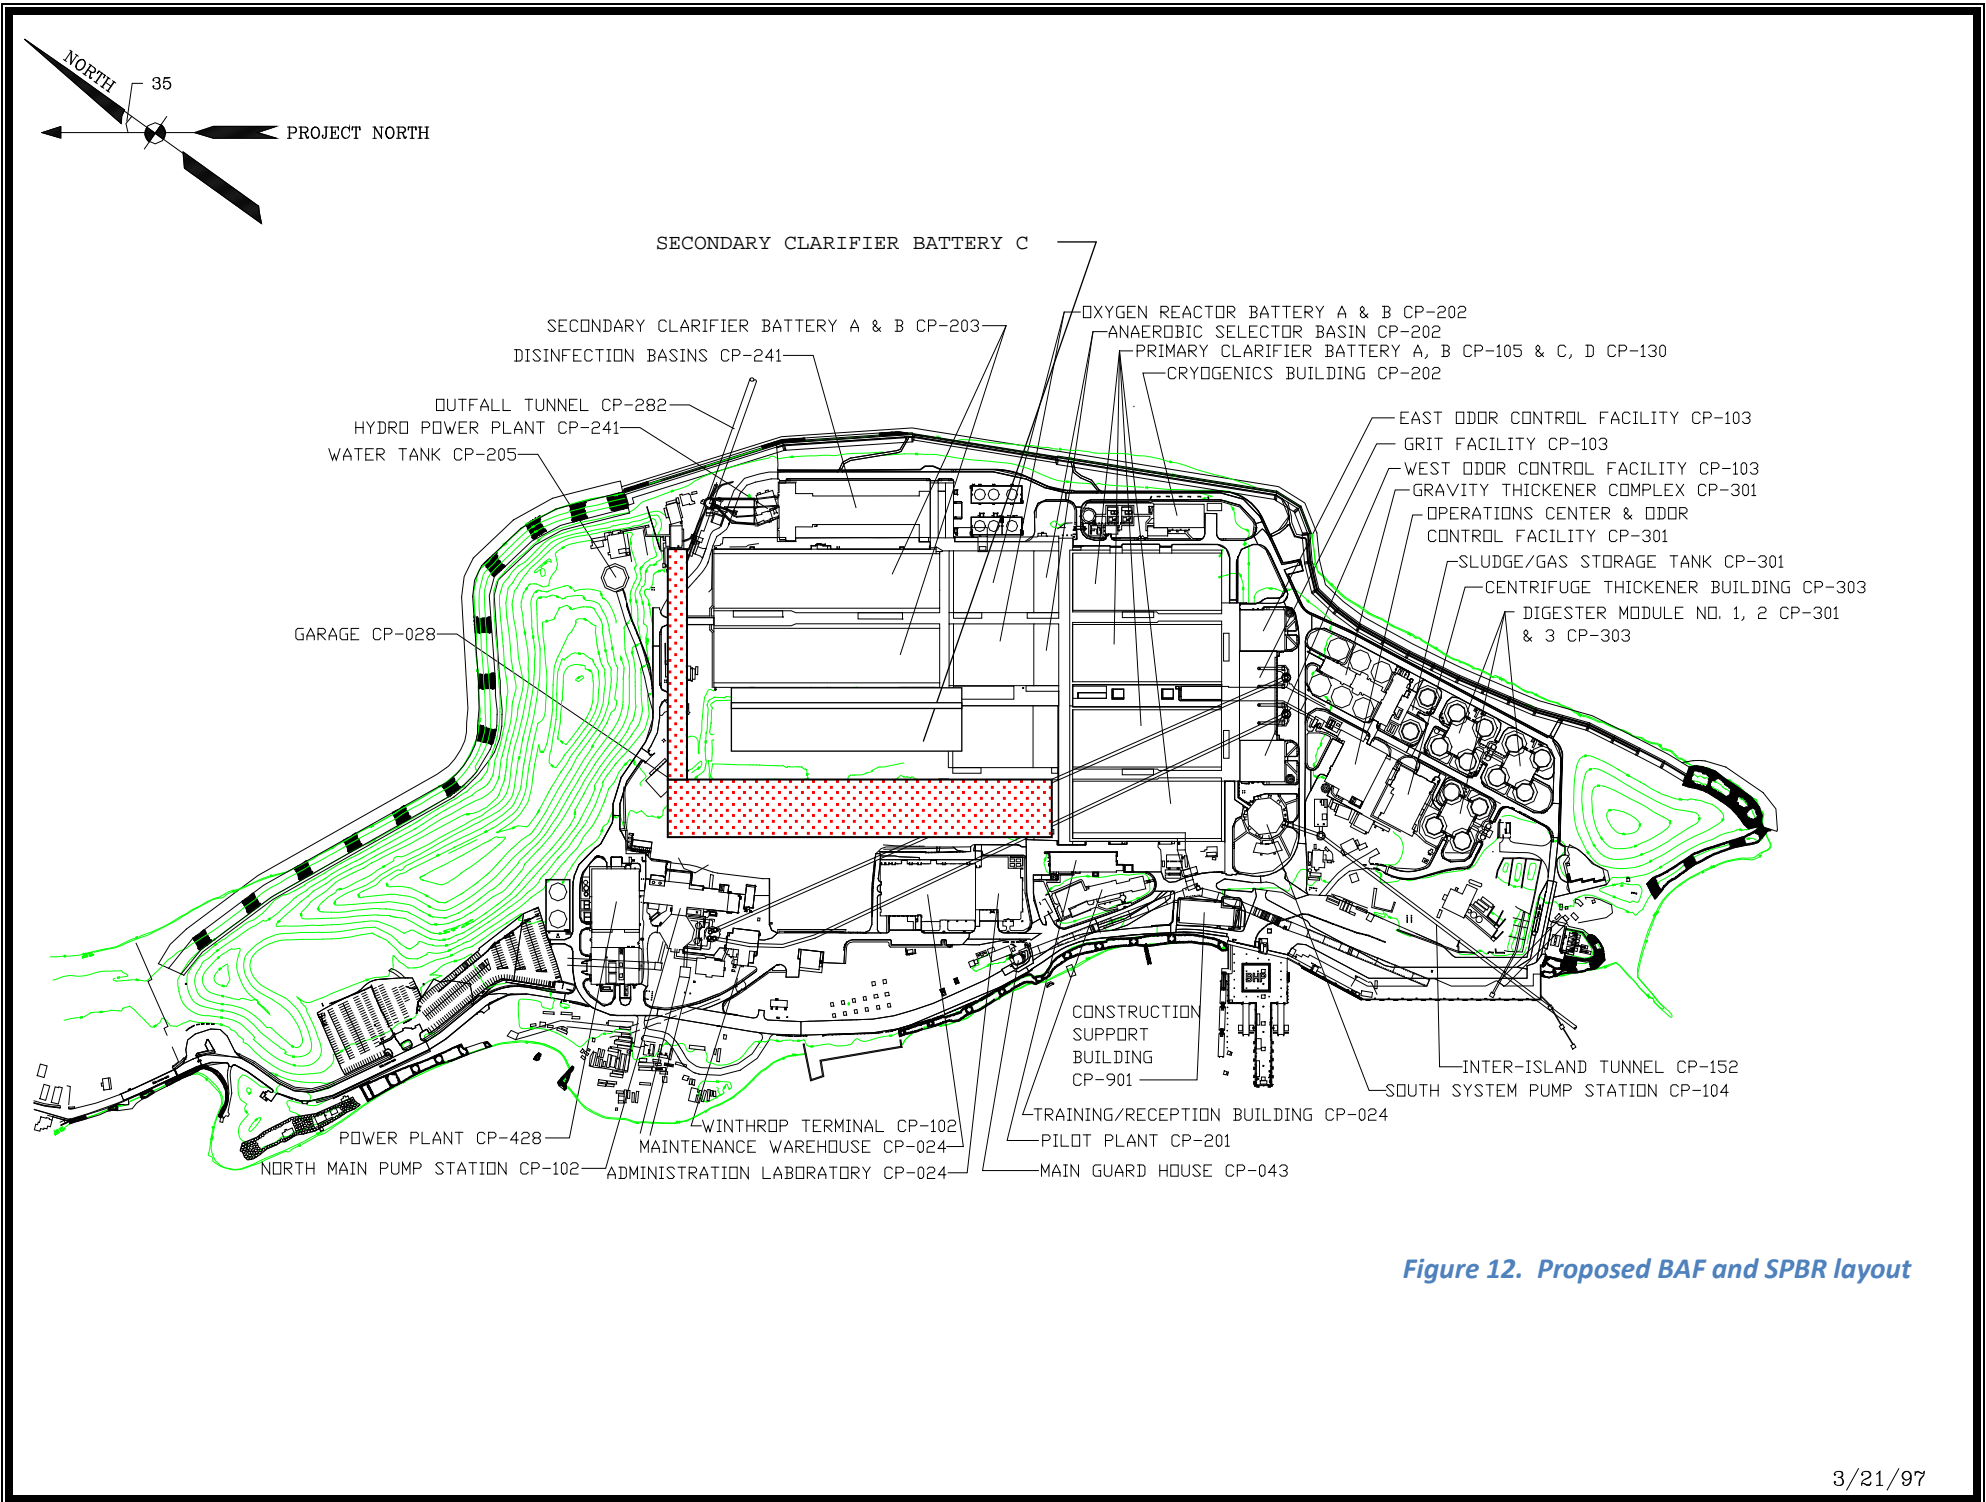 NORTH
35
PROJECT NORTH
SECONDARY CLARIFIER BATTERY C
SECONDARY CLARIFIER BATTERY A & B CP-203
DISINFECTION BASINS CP-241
OUTFALL TUNNEL CP-282
HYDRO POWER PLANT CP-241
WATER TANK CP-205
GARAGE CP-028
OXYGEN REACTOR BATTERY A & B CP-202
ANAEROBIC SELECTOR BASIN CP-202
PRIMARY CLARIFIER BATTERY A, B CP-105 & C, D CP-130
CRYOGENICS BUILDING CP-202
EAST ODOR CONTROL FACILITY CP-103
GRIT FACILITY CP-103
WEST ODOR CONTROL FACILITY CP-103
GRAVITY THICKENER COMPLEX CP-301
OPERATIONS CENTER & ODOR
CONTROL FACILITY CP-301
SLUDGE/GAS STORAGE TANK CP-301
CENTRIFUGE THICKENER BUILDING CP-303
DIGESTER MODULE NO. 1, 2 CP-301
& 3 CP-303
BHP
CONSTRUCTION
SUPPORT
BUILDING
CP-901
INTER-ISLAND TUNNEL CP-152
SOUTH SYSTEM PUMP STATION CP-104
TRAINING/RECEPTION BUILDING CP-024
PILOT PLANT CP-201
MAIN GUARD HOUSE CP-043
WINTHROP TERMINAL CP-102
POWER PLANT CP-428
MAINTENANCE WAREHOUSE CP-024
NORTH MAIN PUMP STATION CP-102
ADMINISTRATION LABORATORY CP-024
Figure 12. Proposed BAF and SPBR layout
3/21/97